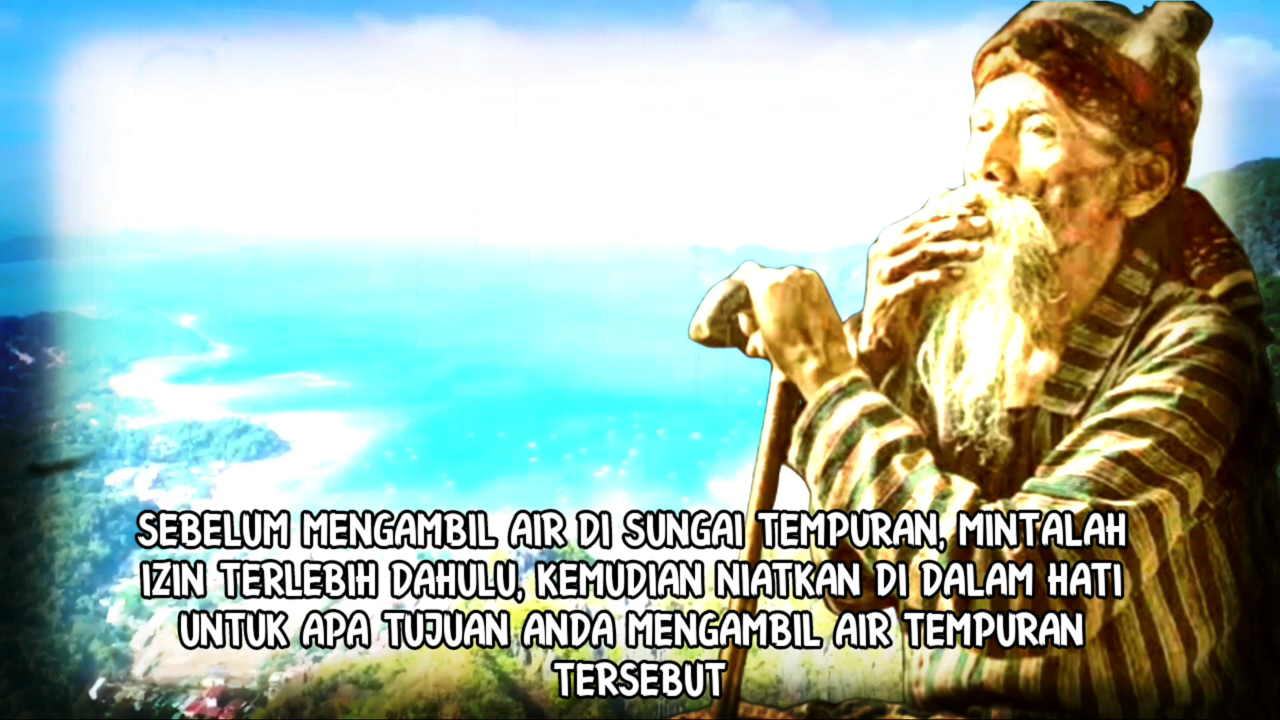 SEBELUM MENGAMBIL AIR DI SUNGAI TEMPURAN, MINTALAH
IZIN TERLEBIH DAHULU, KEMUDIAN NIATKAN DI DALAM HATI
UNTUK APA TUJUAN ANDA MENGAMBIL AIR TEMPURAN
TERSEBUT